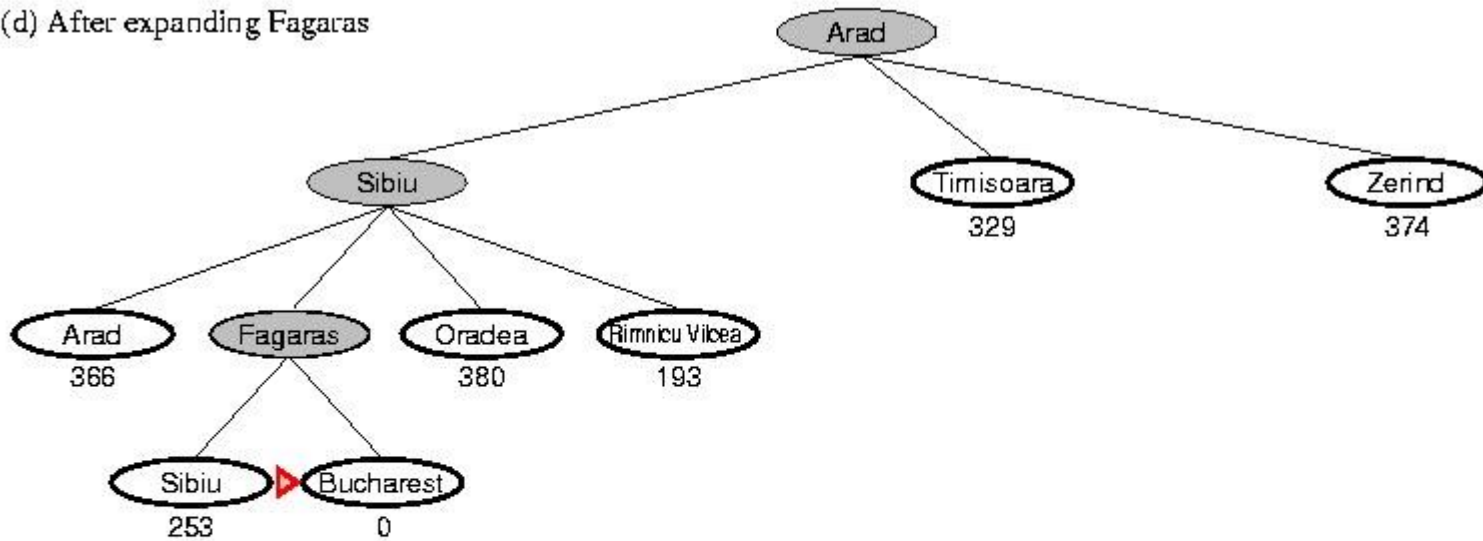 (d) After expanding Fagaras
Arad
Sibiu
Timisoara
Zerind
329
374
Arad
Fagaras
Oradea
Rimnicu Vilcea
366
380
193
Sibiu
Bucharest
253
0